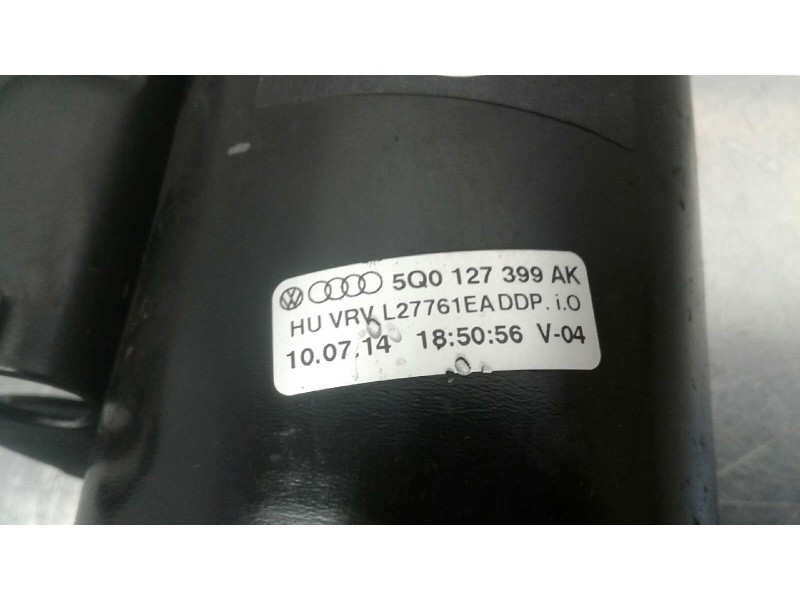 5Q0 127 399 AK
HU VRV L27761EA DDP. i.O
10.07.14 18:50:56 V-04